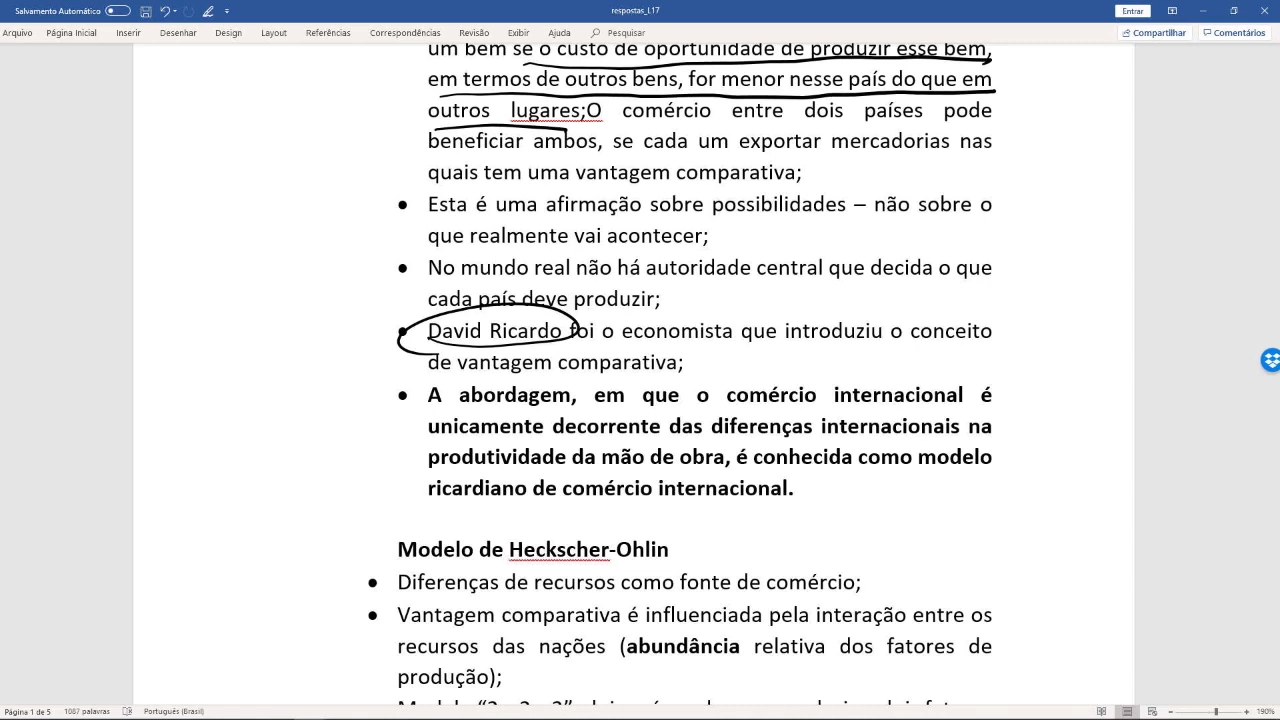 Salvamento Automático
respostas_L17
Entrar
Arquivo Página Inicial Inserir Desenhar Design Layout Referências Correspondências Revisão Exibir Ajuda Pesquisar Compartilhar Comentários
um bem se o custo de oportunidade de produzir esse bem,
em termos de outros bens, for menor nesse país do que em
outros lugares;O comércio entre dois países pode
beneficiar ambos, se cada um exportar mercadorias nas
quais tem uma vantagem comparativa;
• Esta é uma afirmação sobre possibilidades – não sobre o
que realmente vai acontecer;
• No mundo real não há autoridade central que decida o que
cada país deve produzir;
• David Ricardo foi o economista que introduziu o conceito
de vantagem comparativa;
• A abordagem, em que o comércio internacional é
unicamente decorrente das diferenças internacionais na
produtividade da mão de obra, é conhecida como modelo
ricardiano de comércio internacional.
Modelo de Heckscher-Ohlin
• Diferenças de recursos como fonte de comércio;
• Vantagem comparativa é influenciada pela interação entre os
recursos das nações (abundância relativa dos fatores de
produção);
Página 1 de 5 1087 palavras Português (Brasil) 190%